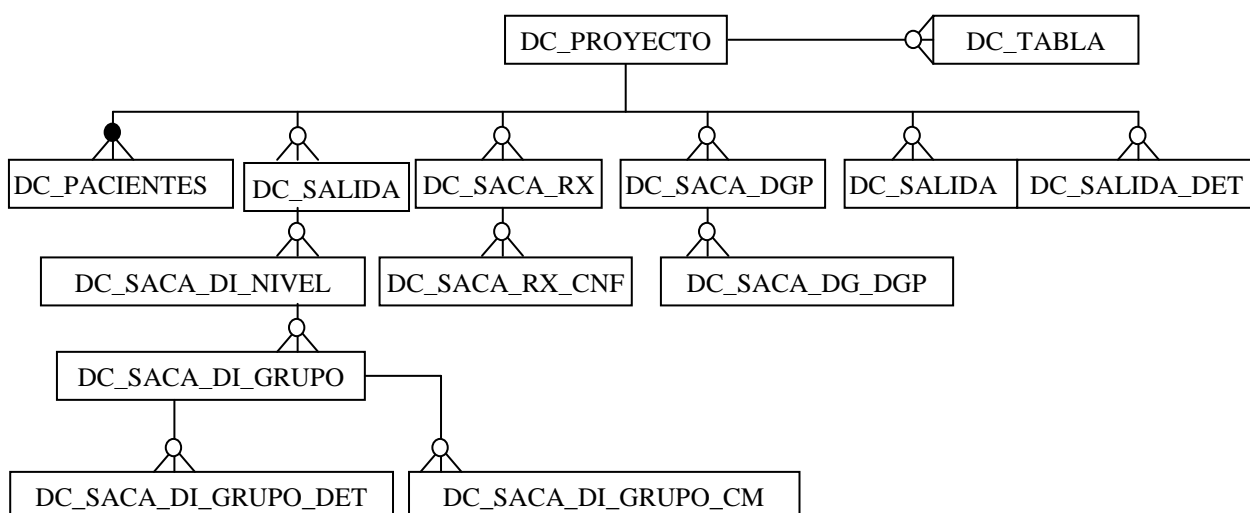 DC_PROYECTO
DC_TABLA
DC_PACIENTES
DC_SALIDA
DC_SACA_RX
DC_SACA_DGP
DC_SALIDA
DC_SALIDA_DET
DC_SACA_DI_NIVEL
DC_SACA_RX_CNF
DC_SACA_DG_DGP
DC_SACA_DI_GRUPO
DC_SACA_DI_GRUPO_DET
DC_SACA_DI_GRUPO_CM